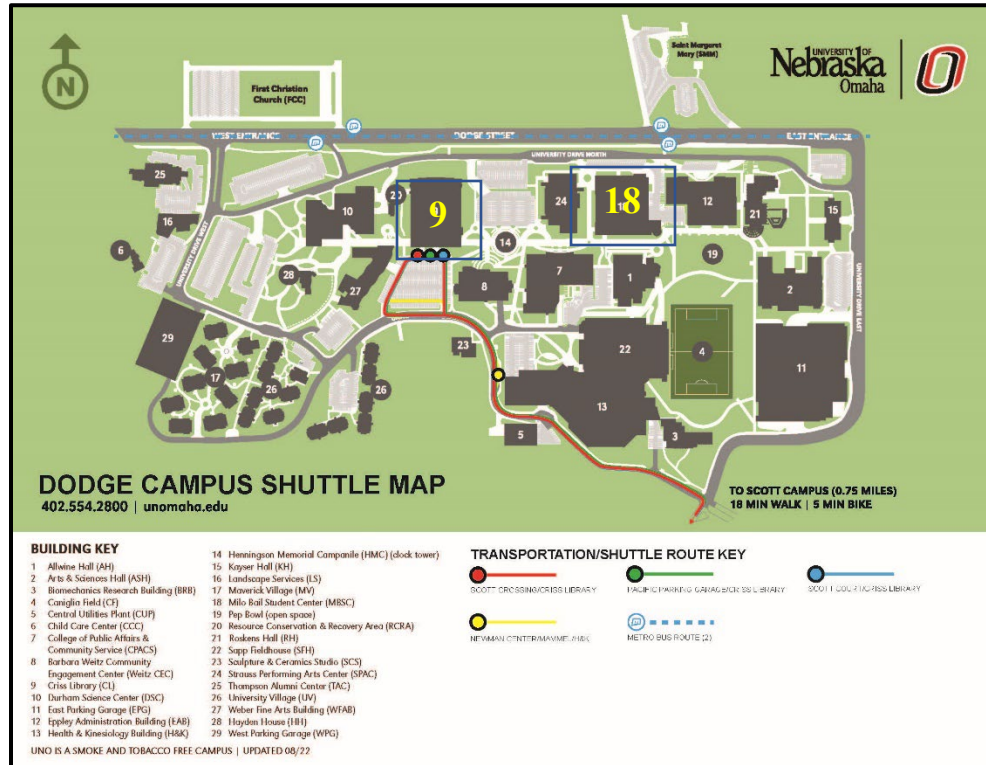 N
First Christian
Church (FCC)
Saint Margaret
Mary (SMM)
UNIVERSITY OF
Nebraska
Omaha
O
WEST ENTRANCE
DODGE STREET
EAST ENTRANCE
UNIVERSITY DRIVE NORTH
UNIVERSITY DRIVE WEST
UNIVERSITY DRIVE EAST
25
16
6
10
20
9
24
18
12
21
15
14
19
28
27
8
7
1
2
29
17
26
26
23
22
4
11
13
5
3
DODGE CAMPUS SHUTTLE MAP
402.554.2800 | unomaha.edu
TO SCOTT CAMPUS (0.75 MILES)
18 MIN WALK | 5 MIN BIKE
BUILDING KEY
1 Allwine Hall (AH)
2 Arts & Sciences Hall (ASH)
3 Biomechanics Research Building (BRB)
4 Caniglia Field (CF)
5 Central Utilities Plant (CUP)
6 Child Care Center (CCC)
7 College of Public Affairs &
Community Service (CPACS)
8 Barbara Weitz Community
Engagement Center (Weitz CEC)
9 Criss Library (CL)
10 Durham Science Center (DSC)
11 East Parking Garage (EPG)
12 Eppley Administration Building (EAB)
13 Health & Kinesiology Building (H&K)
14 Henningson Memorial Campanile (HMC) (clock tower)
15 Kayser Hall (KH)
16 Landscape Services (LS)
17 Maverick Village (MV)
18 Milo Bail Student Center (MBSC)
19 Pep Bowl (open space)
20 Resource Conservation & Recovery Area (RCRA)
21 Roskens Hall (RH)
22 Sapp Fieldhouse (SFH)
23 Sculpture & Ceramics Studio (SCS)
24 Strauss Performing Arts Center (SPAC)
25 Thompson Alumni Center (TAC)
26 University Village (UV)
27 Weber Fine Arts Building (WFAB)
28 Hayden House (HH)
29 West Parking Garage (WPG)
UNO IS A SMOKE AND TOBACCO FREE CAMPUS | UPDATED 08/22
TRANSPORTATION/SHUTTLE ROUTE KEY
SCOTT CROSSING/CRISS LIBRARY
PACIFIC PARKING GARAGE/CRISS LIBRARY
SCOTT COURT/CRISS LIBRARY
NEWMAN CENTER/MAMMEL/H&K
METRO BUS ROUTE (2)